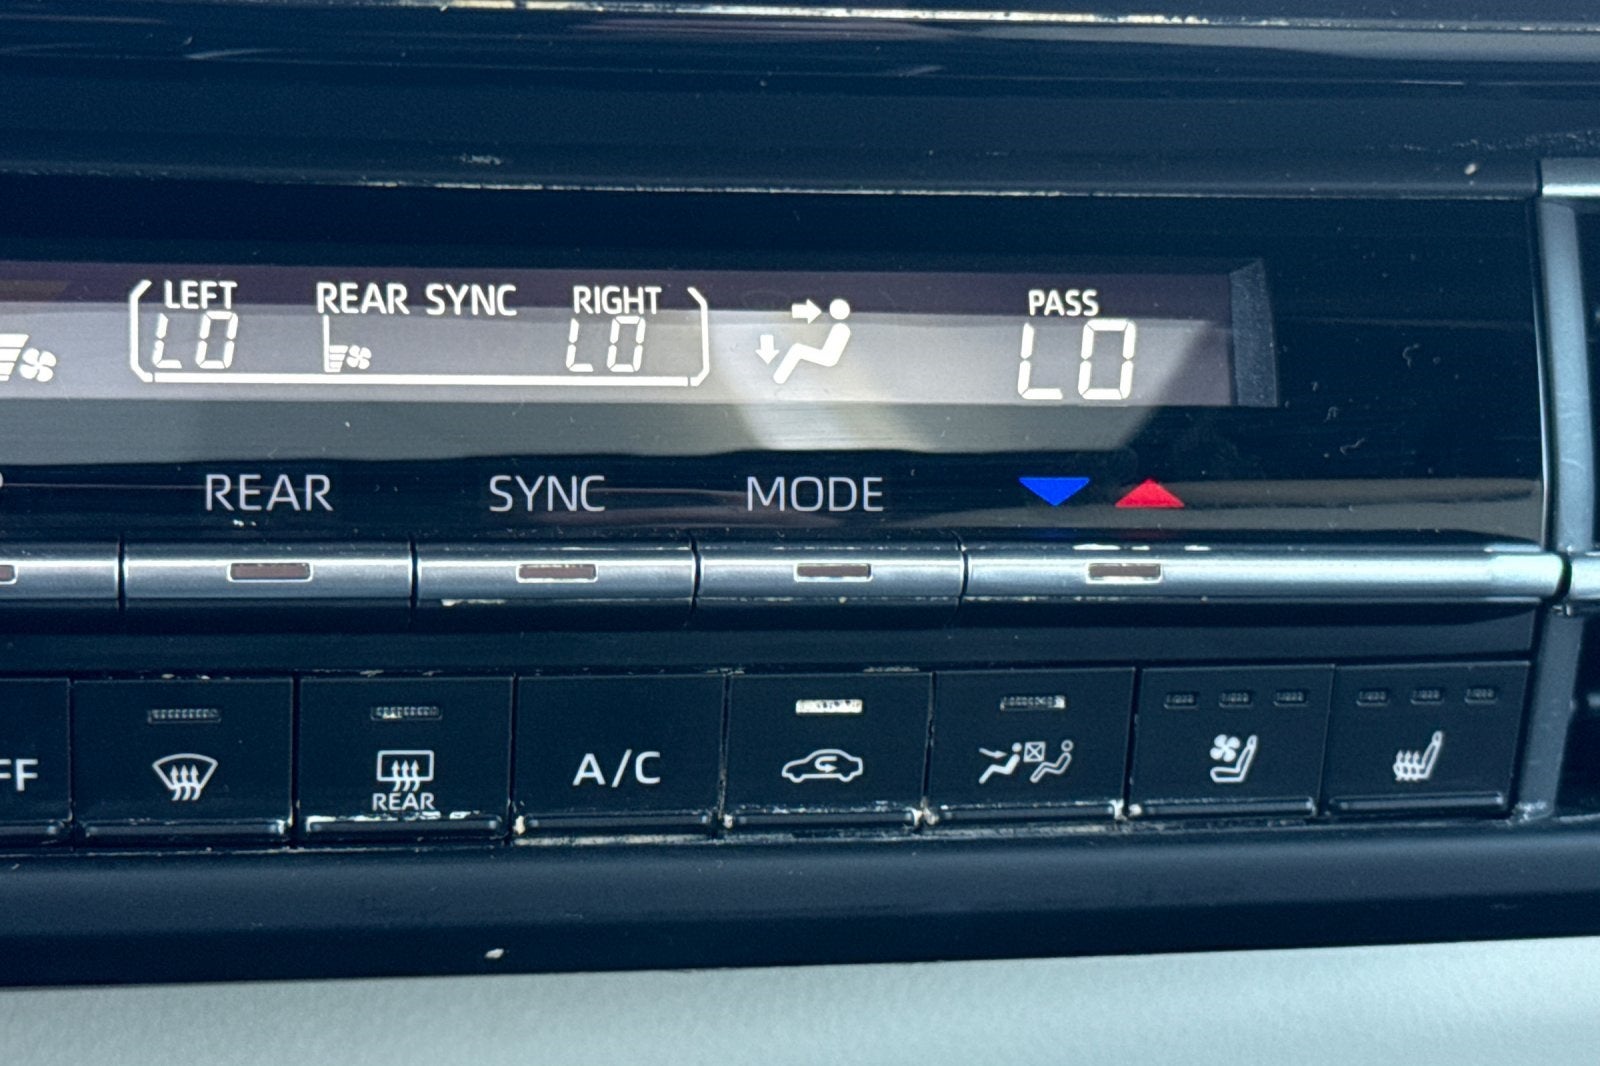 LEFT REAR SYNC RIGHT PASS
LO LO LO
REAR SYNC MODE
FF A/C
REAR